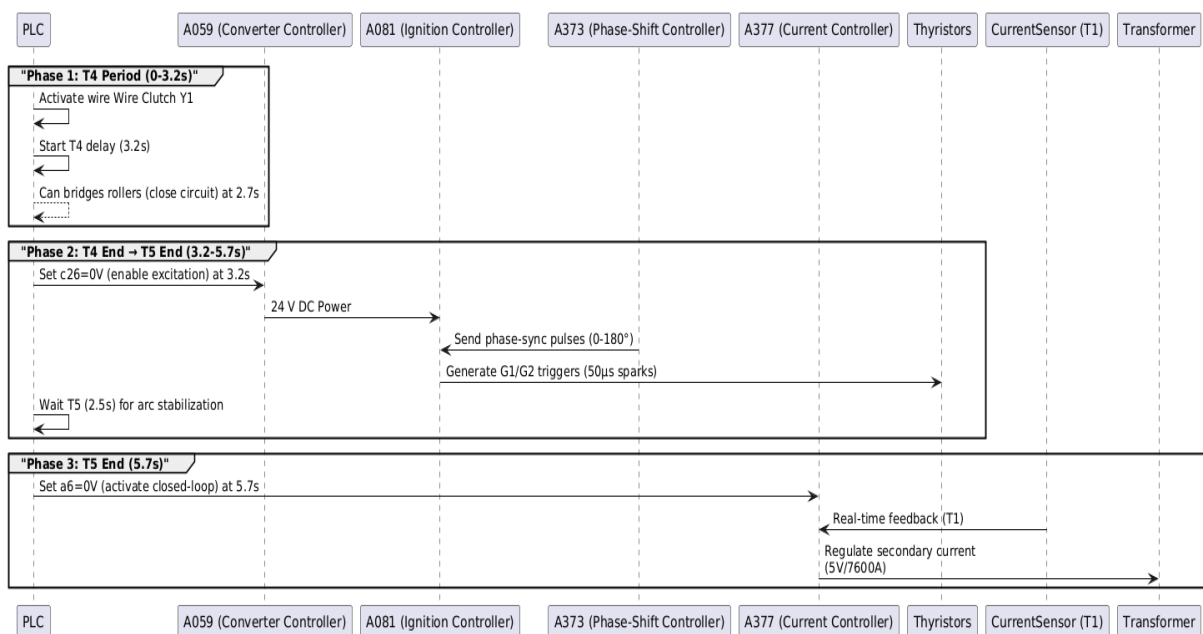 PLC
A059 (Converter Controller)
A081 (Ignition Controller)
A373 (Phase-Shift Controller)
A377 (Current Controller)
Thyristors
CurrentSensor (T1)
Transformer
"Phase 1: T4 Period (0-3.2s)"
Activate wire Wire Clutch Y1
Start T4 delay (3.2s)
Can bridges rollers (close circuit) at 2.7s
"Phase 2: T4 End → T5 End (3.2-5.7s)"
Set c26=0V (enable excitation) at 3.2s
24 V DC Power
Send phase-sync pulses (0-180°)
Generate G1/G2 triggers (50µs sparks)
Wait T5 (2.5s) for arc stabilization
"Phase 3: T5 End (5.7s)"
Set a6=0V (activate closed-loop) at 5.7s
Real-time feedback (T1)
Regulate secondary current
(5V/7600A)
PLC
A059 (Converter Controller)
A081 (Ignition Controller)
A373 (Phase-Shift Controller)
A377 (Current Controller)
Thyristors
CurrentSensor (T1)
Transformer